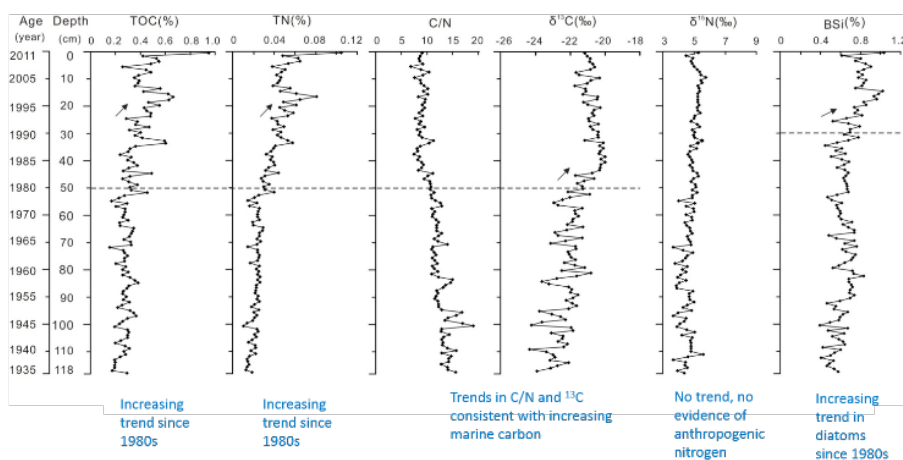 Age Depth TOC(%) TN(%) C/N δ¹³C(‰) δ¹⁵N(‰) BSi(%)
(year) (cm) 0.2 0.4 0.6 0.8 0 0.04 0.08 0.12 0 5 10 15 20 -26 -24 -22 -20 -18 3 5 7 9 0 0.4 0.8 1.2
2011 0
2005 10
1995 20
1990 30
1985 40
1980 50
1970 60
1965 70
1960 80
1955 90
1945 100
1940 110
1935 118
Increasing
trend since
1980s
Increasing
trend since
1980s
Trends in C/N and ¹³C
consistent with increasing
marine carbon
No trend, no
evidence of
anthropogenic
nitrogen
Increasing
trend in
diatoms
since 1980s